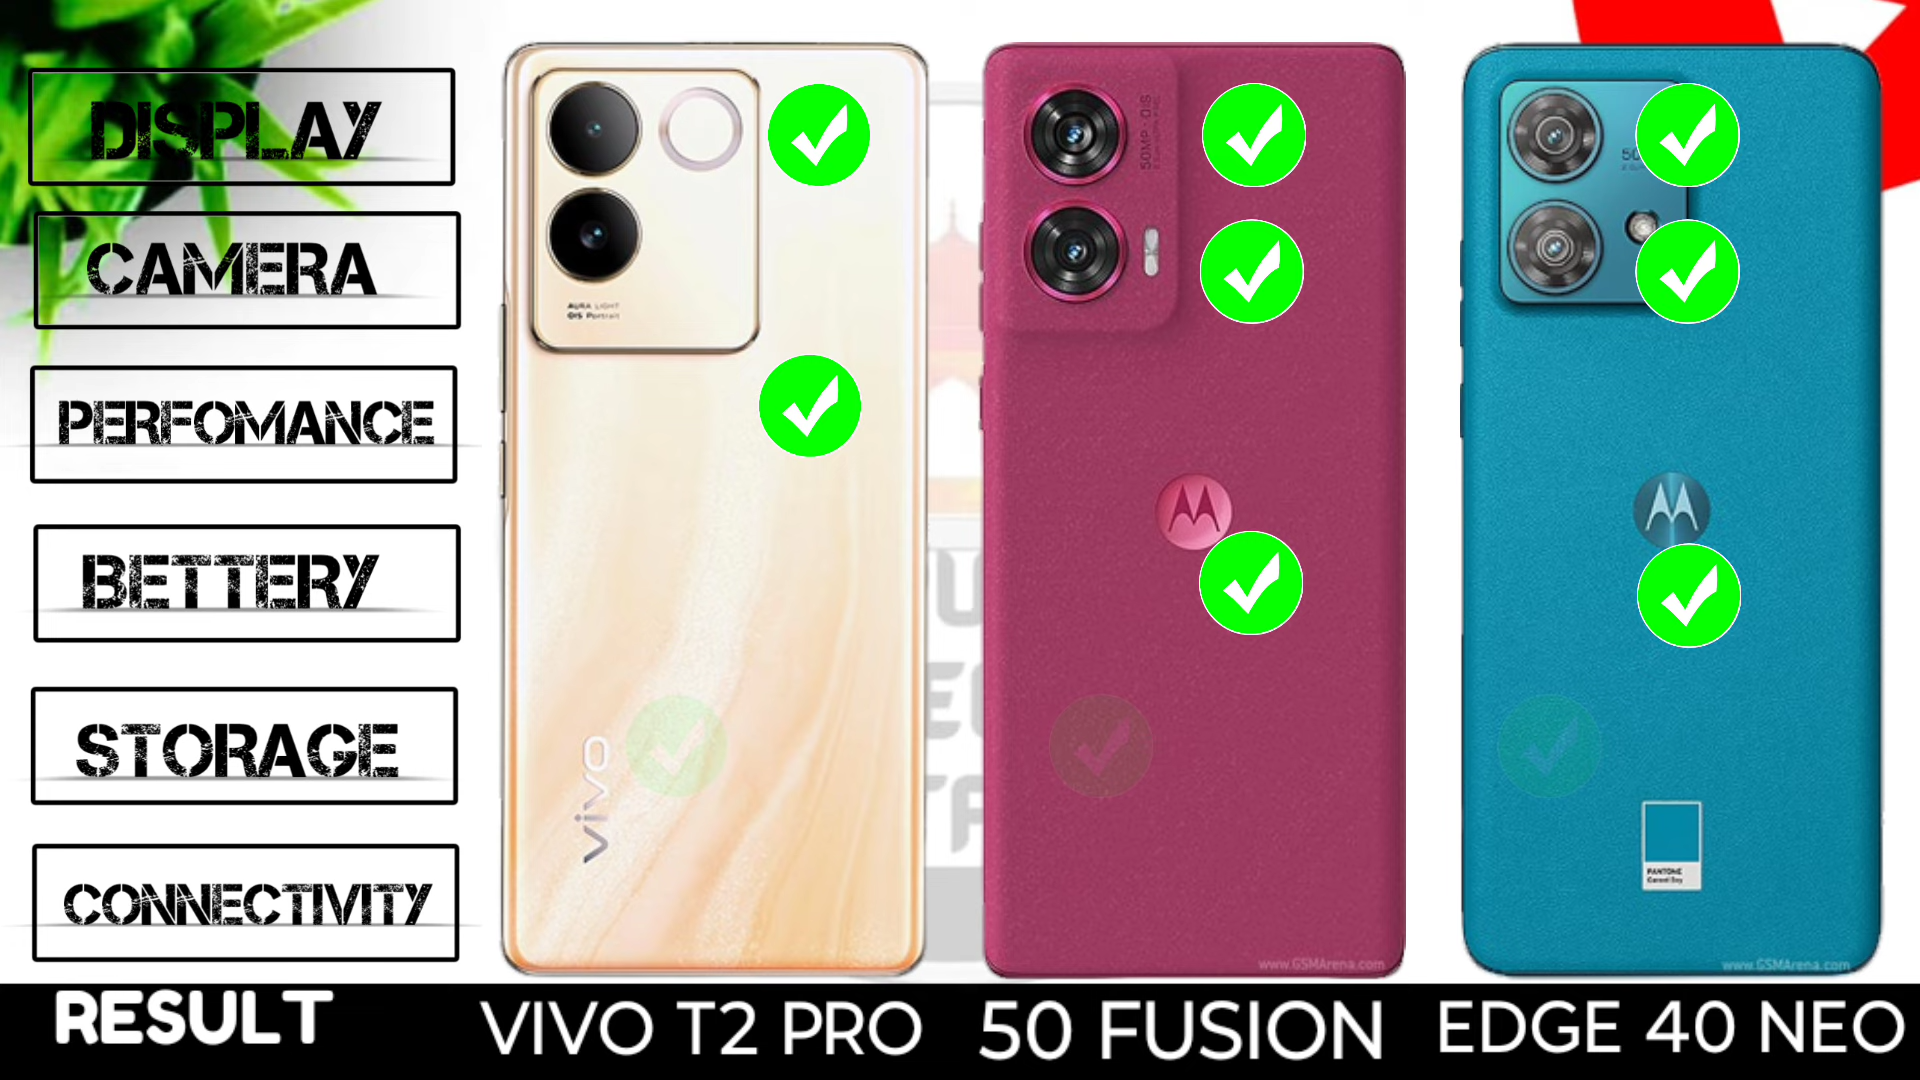 DISPLAY
CAMERA
PERFOMANCE
BETTERY
STORAGE
CONNECTIVITY
AURA LIGHT
OIS Portrait
vivo
50MP · OIS
50
PANTONE
www.GSMArena.com
www.GSMArena.com
RESULT
VIVO T2 PRO
50 FUSION
EDGE 40 NEO